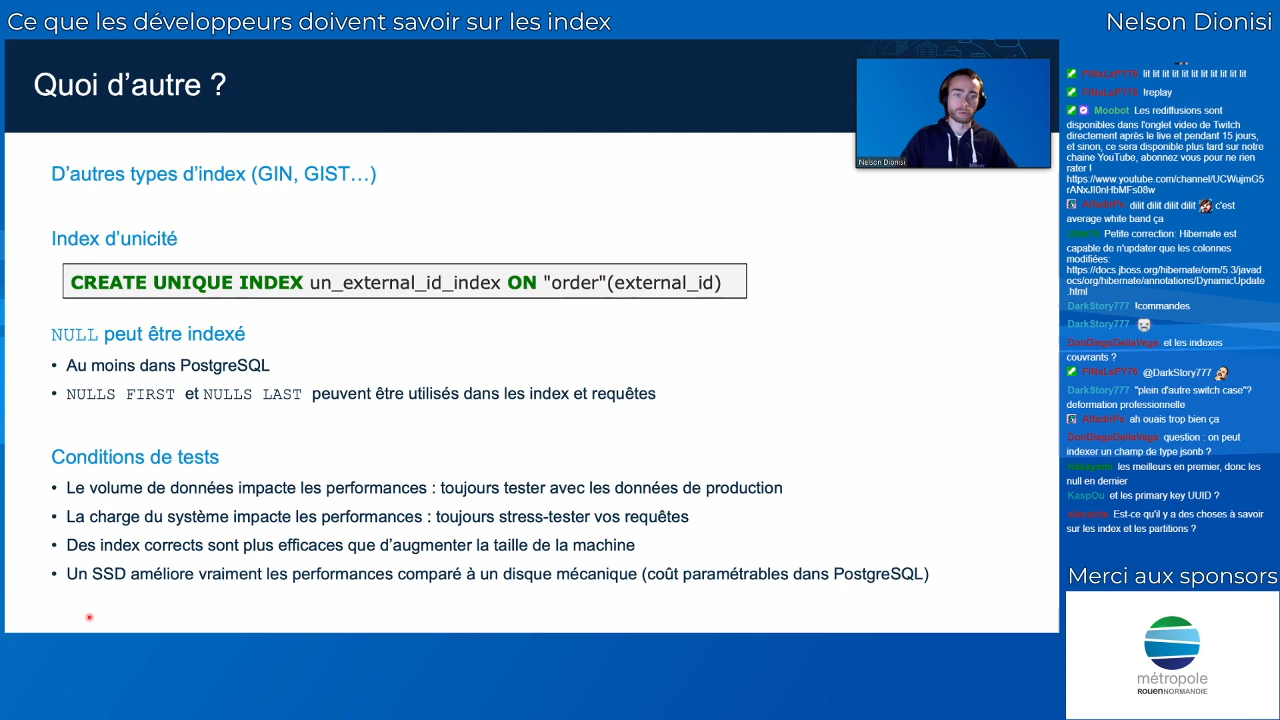 Ce que les développeurs doivent savoir sur les index
Nelson Dionisi
Quoi d'autre ?
Nelson Dionisi
D'autres types d'index (GIN, GIST…)
Index d'unicité
CREATE UNIQUE INDEX un_external_id_index ON "order"(external_id)
NULL peut être indexé
• Au moins dans PostgreSQL
• NULLS FIRST et NULLS LAST peuvent être utilisés dans les index et requêtes
Conditions de tests
• Le volume de données impacte les performances : toujours tester avec les données de production
• La charge du système impacte les performances : toujours stress-tester vos requêtes
• Des index corrects sont plus efficaces que d'augmenter la taille de la machine
• Un SSD améliore vraiment les performances comparé à un disque mécanique (coût paramétrables dans PostgreSQL)
FiNaLsPY76 lit lit lit lit lit lit lit lit lit lit lit
FiNaLsPY76 !replay
Moobot Les rediffusions sont
disponibles dans l'onglet video de Twitch
directement après le live et pendant 15 jours,
et sinon, ce sera disponible plus tard sur notre
chaine YouTube, abonnez vous pour ne rien
rater !
https://www.youtube.com/channel/UCWujmG5
rANxJI0nHbMFs08w
dilit dilit dilit dilit c'est
average white band ça
Petite correction: Hibernate est
capable de n'updater que les colonnes
modifiées:
https://docs.jboss.org/hibernate/orm/5.3/javad
ocs/org/hibernate/annotations/DynamicUpdate
.html
DarkStory777 !commandes
DarkStory777
DonDiegoDellaVega et les indexes
couvrants ?
FiNaLsPY76 @DarkStory777
DarkStory777 "plein d'autre switch case"?
deformation professionnelle
ah ouais trop bien ça
DonDiegoDellaVega question : on peut
indexer un champ de type jsonb ?
les meilleurs en premier, donc les
null en dernier
KaspOu et les primary key UUID ?
Est-ce qu'il y a des choses à savoir
sur les index et les partitions ?
Merci aux sponsors
métropole
ROUENNORMANDIE